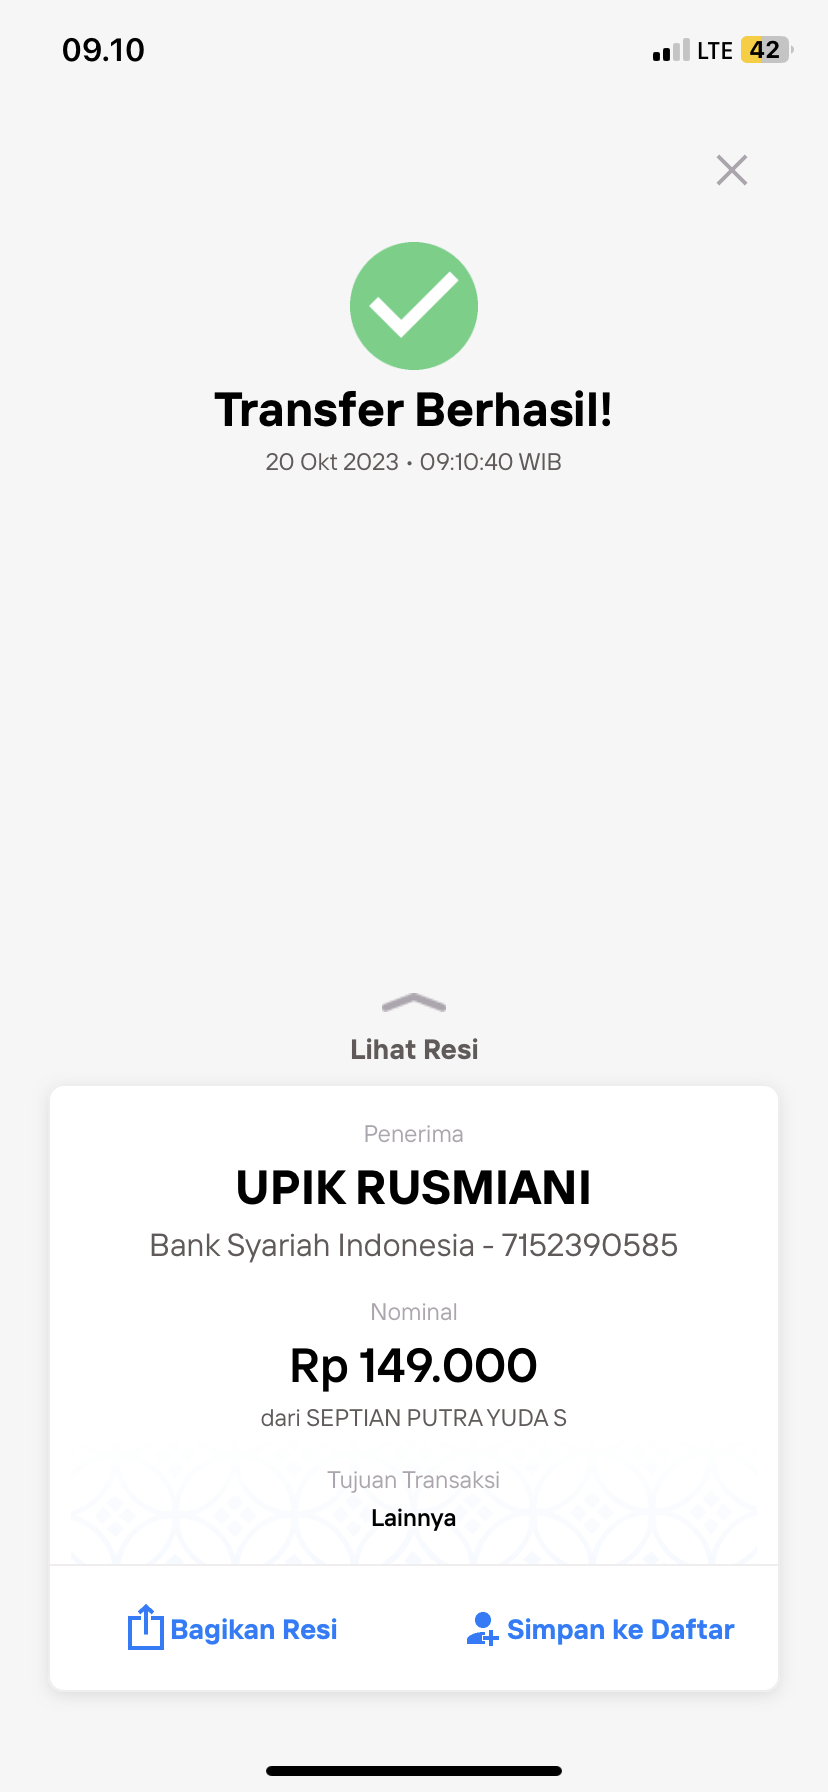 09.10
LTE 42
Transfer Berhasil!
20 Okt 2023 • 09:10:40 WIB
Lihat Resi
Penerima
UPIK RUSMIANI
Bank Syariah Indonesia - 7152390585
Nominal
Rp 149.000
dari SEPTIAN PUTRA YUDA S
Tujuan Transaksi
Lainnya
Bagikan Resi
Simpan ke Daftar